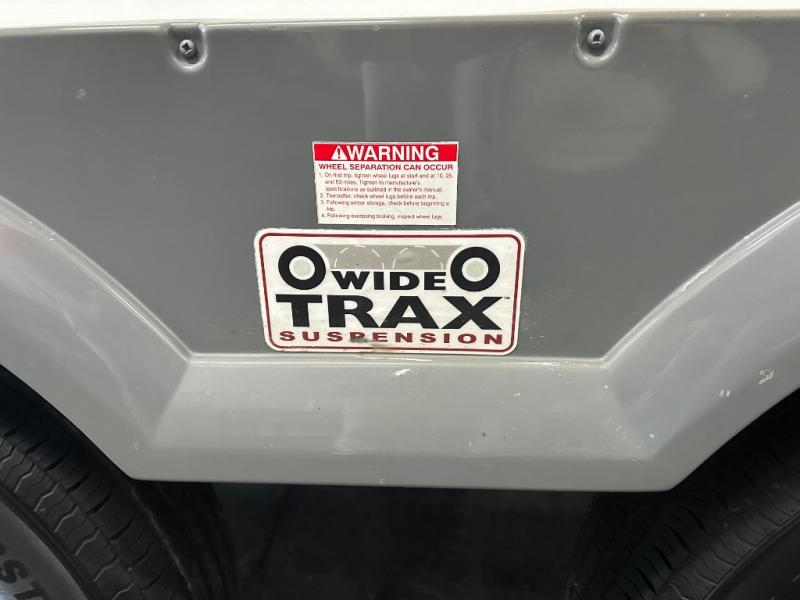 WARNING
WHEEL SEPARATION CAN OCCUR
1. On first trip, tighten wheel lugs at start and at 10, 25,
and 50 miles. Tighten to manufacturer's
specifications as outlined in the owner's manual.
2. Thereafter, check wheel lugs before each trip.
3. Following winter storage, check before beginning a
trip.
4. Following excessive braking, inspect wheel lugs.
WIDE
TRAX™
SUSPENSION